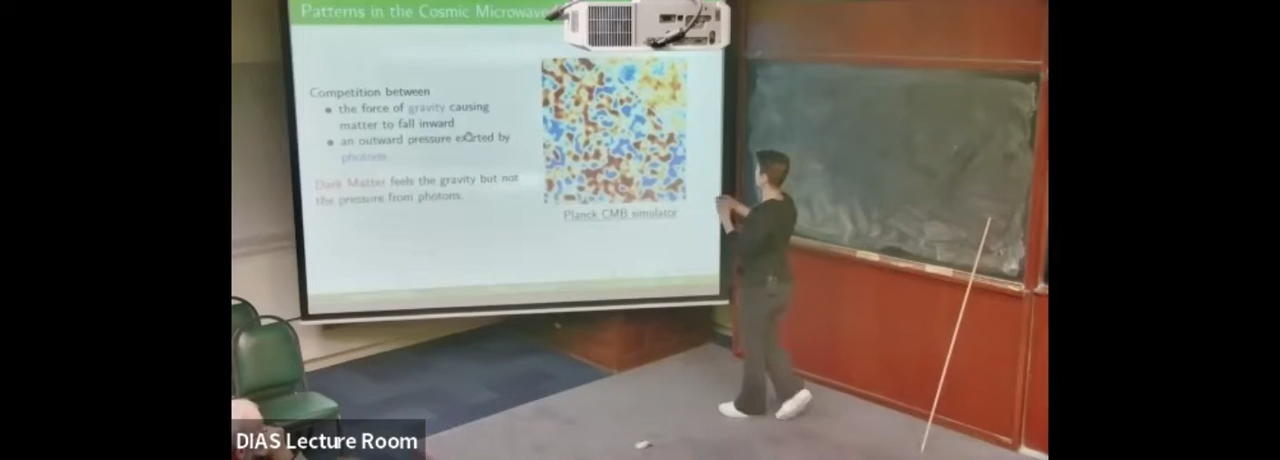 Patterns in the Cosmic Microwave
Competition between
the force of gravity causing
matter to fall inward
an outward pressure exerted by
photons.
Dark Matter feels the gravity but not
the pressure from photons.
Planck CMB simulator
DIAS Lecture Room